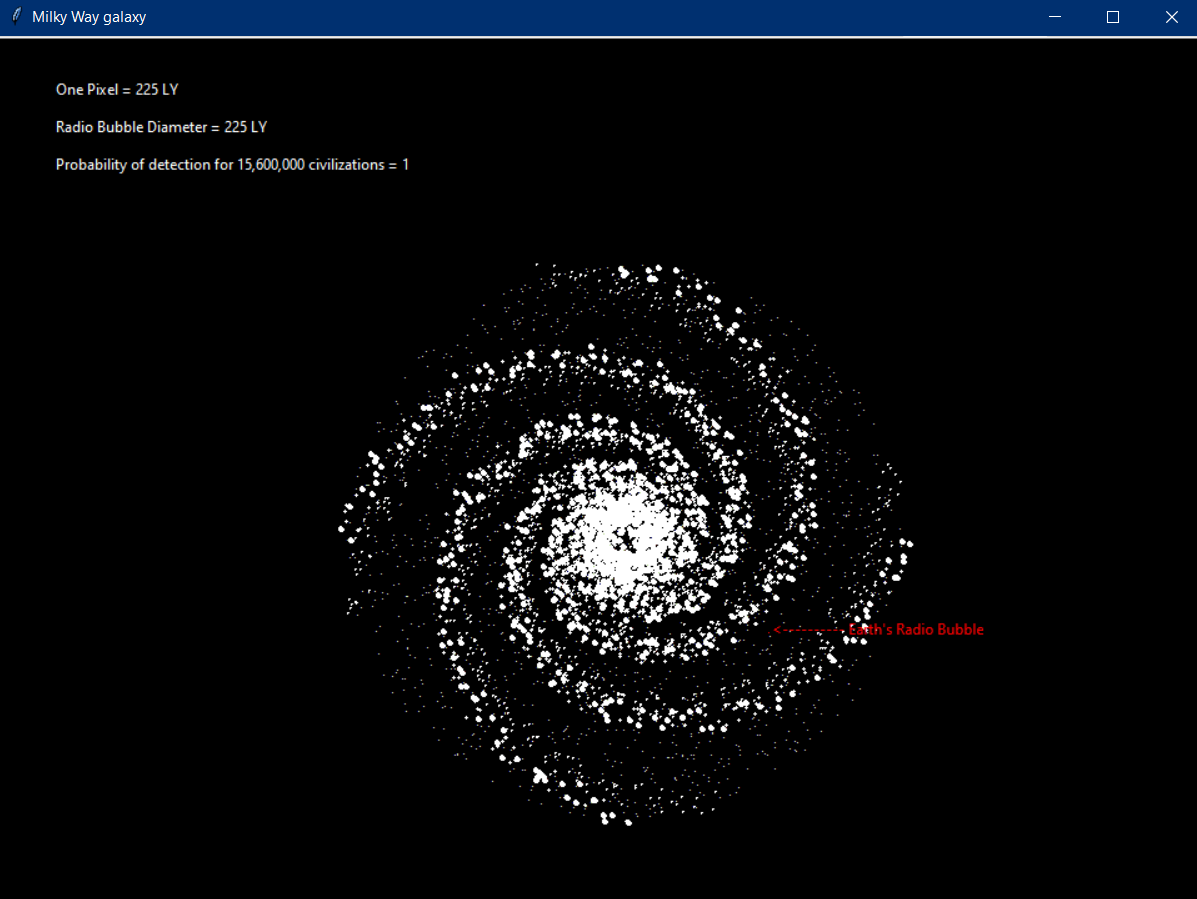 Milky Way galaxy
One Pixel = 225 LY
Radio Bubble Diameter = 225 LY
Probability of detection for 15,600,000 civilizations = 1
<----------- Earth's Radio Bubble